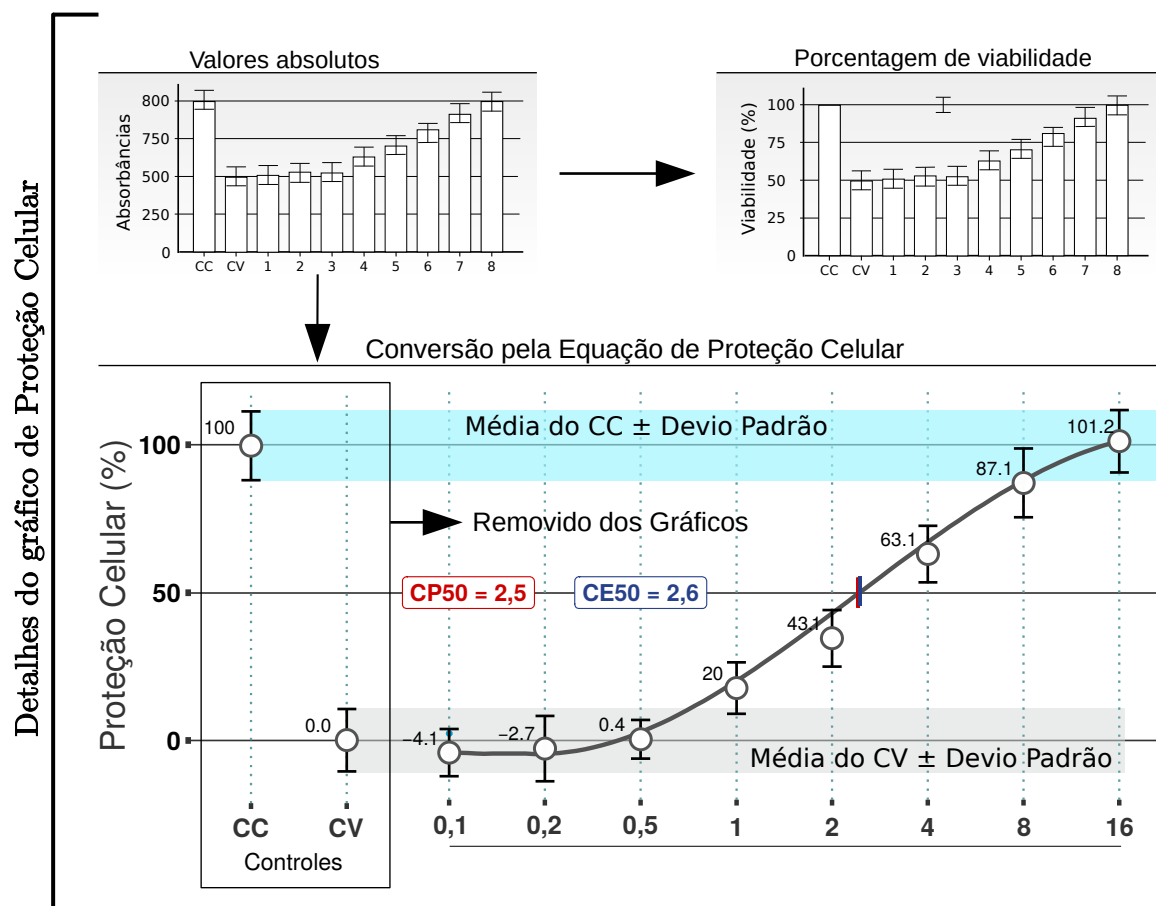 Detalhes do gráfico de Proteção Celular
Valores absolutos
Absorbâncias
800
750
500
250
0
CC CV 1 2 3 4 5 6 7 8
Porcentagem de viabilidade
Viabilidade (%)
100
75
50
25
0
CC CV 1 2 3 4 5 6 7 8
Conversão pela Equação de Proteção Celular
Proteção Celular (%)
100
50
0
Média do CC ± Devio Padrão
100
101.2
87.1
Removido dos Gráficos
63.1
CP50 = 2,5
CE50 = 2,6
43.1
20
0.0
−4.1
−2.7
0.4
Média do CV ± Devio Padrão
CC CV 0,1 0,2 0,5 1 2 4 8 16
Controles